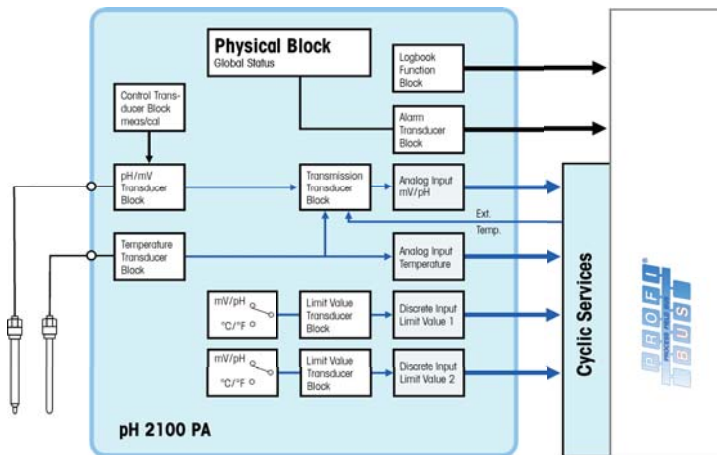 Physical Block
Global Status
Logbook
Function
Block
Control Trans-
ducer Block
meas/cal
Alarm
Transducer
Block
pH/mV
Transducer
Block
Transmission
Transducer
Block
Analog Input
mV/pH
Ext.
Temp.
Temperature
Transducer
Block
Analog Input
Temperature
mV/pH
°C/°F
Limit Value
Transducer
Block
Discrete Input
Limit Value 1
mV/pH
°C/°F
Limit Value
Transducer
Block
Discrete Input
Limit Value 2
pH 2100 PA
Cyclic Services
PROFI®
PROCESS FIELD BUS
BUS